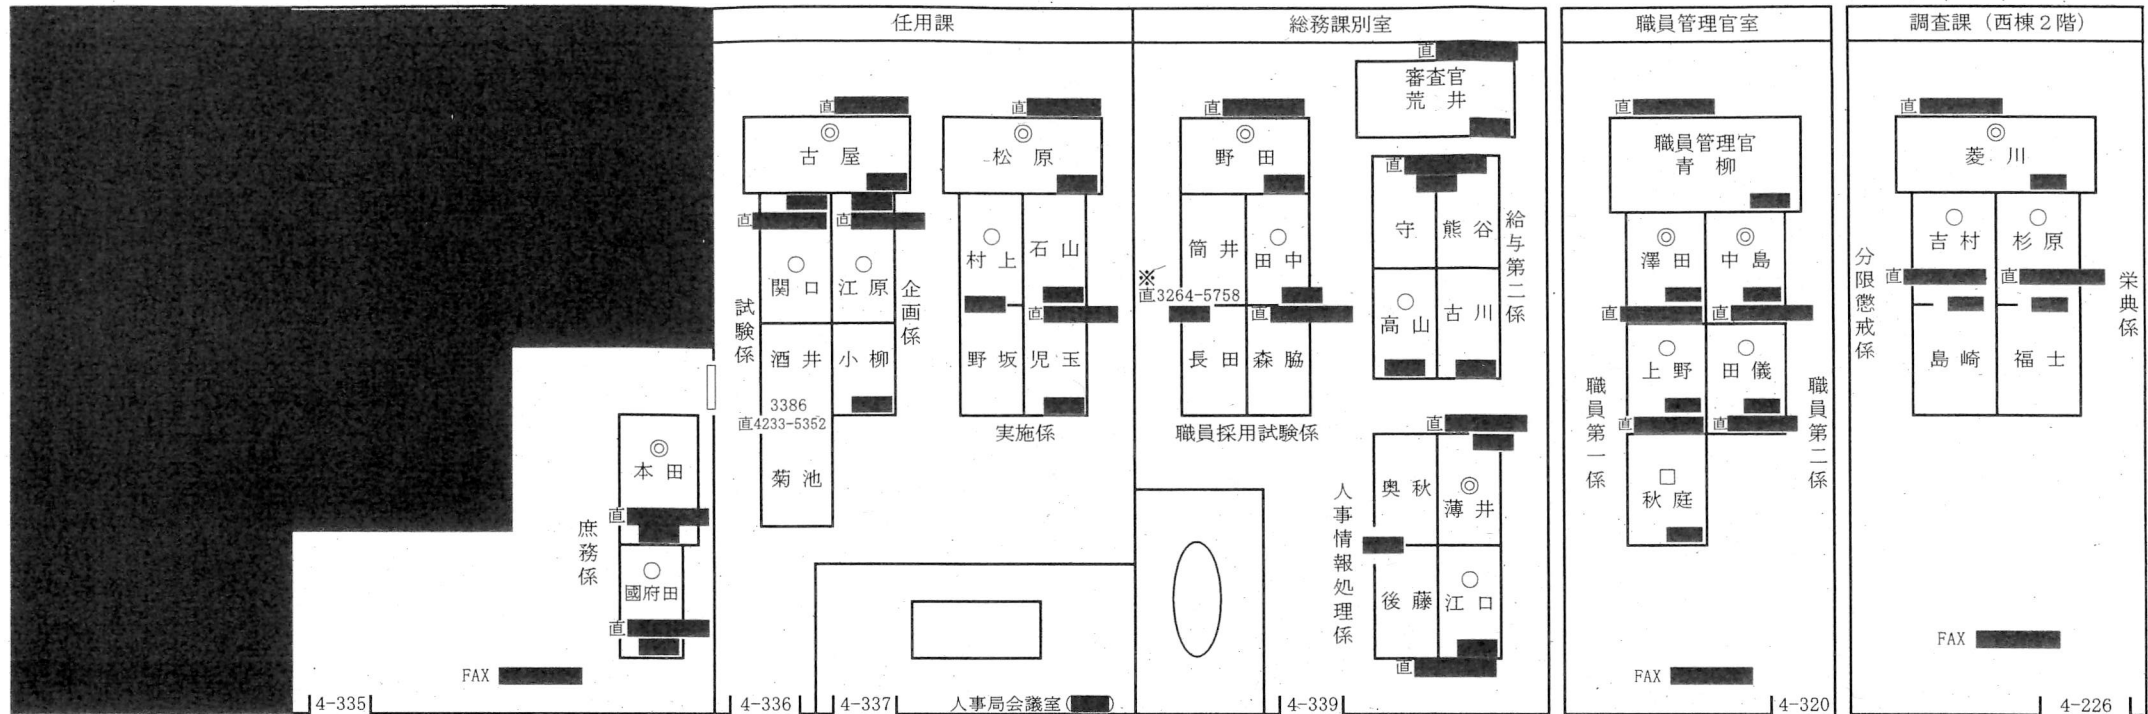 任用課
総務課別室
職員管理官室
調査課（西棟２階）
庶務係
◎
本 田
直
○
國府田
直
FAX
4-335
直
◎
古 屋
直
直
試験係
○
関 口
○
江 原
企画係
酒 井
小 柳
3386
直4233-5352
菊 池
直
◎
松 原
○
村 上
石 山
直
野 坂
児 玉
実施係
4-336
4-337
人事局会議室( )
直
◎
野 田
筒 井
○
田 中
※
直3264-5758
直
長 田
森 脇
職員採用試験係
直
審査官
荒 井
直
守
熊 谷
給与第二係
○
高 山
古 川
直
人事情報処理係
奥 秋
◎
薄 井
後 藤
○
江 口
直
4-339
直
職員管理官
青 柳
◎
澤 田
◎
中 島
直
直
職員第一係
○
上 野
○
田 儀
職員第二係
直
直
□
秋 庭
FAX
4-320
直
◎
菱 川
分限懲戒係
○
吉 村
○
杉 原
栄典係
直
直
島 崎
福 士
FAX
4-226